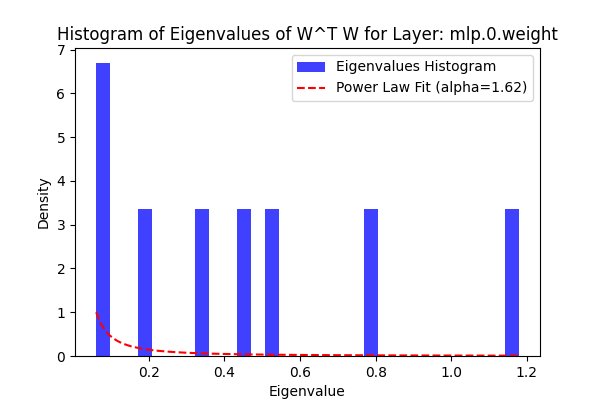 Histogram of Eigenvalues of W^T W for Layer: mlp.0.weight
7
6
5
4
3
2
1
0
Density
Eigenvalues Histogram
Power Law Fit (alpha=1.62)
0.2 0.4 0.6 0.8 1.0 1.2
Eigenvalue